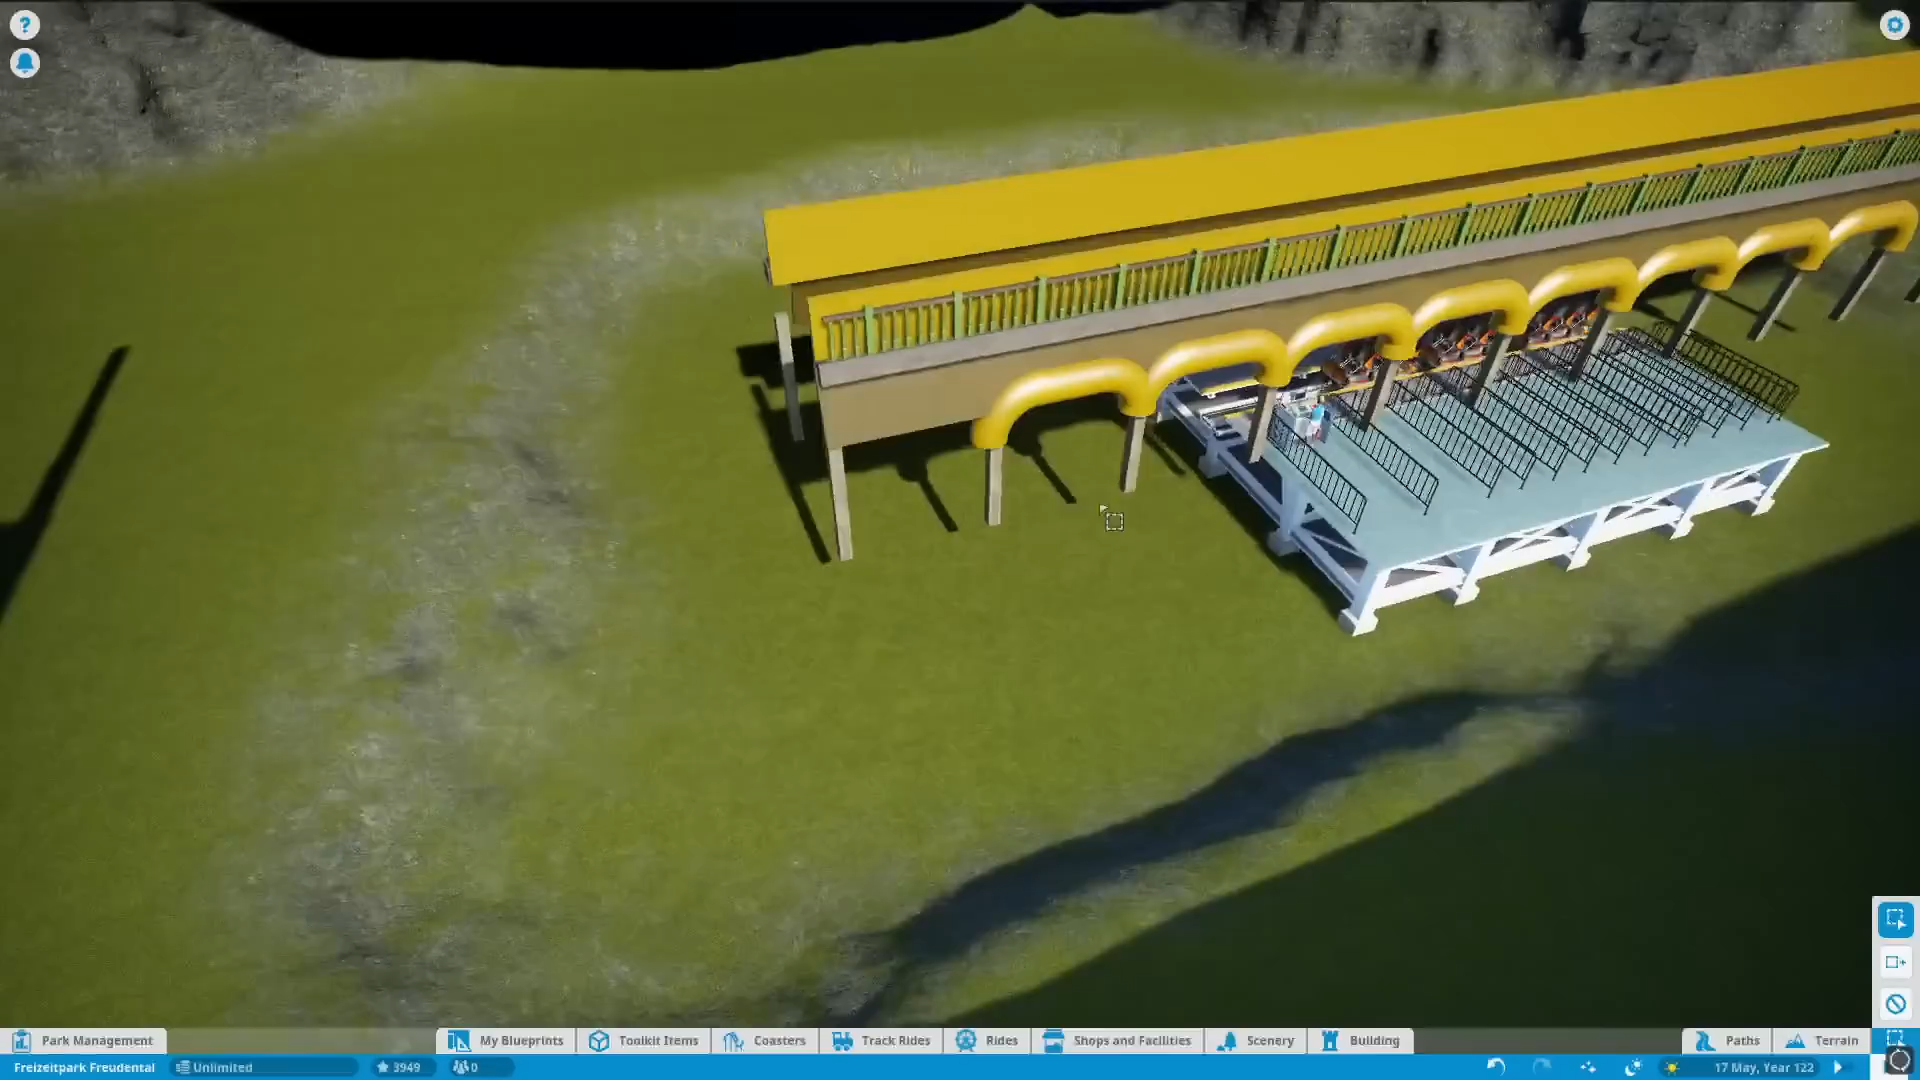 ?
Park Management
My Blueprints
Toolkit Items
Coasters
Track Rides
Rides
Shops and Facilities
Scenery
Building
Paths
Terrain
Freizeitpark Freudental
Unlimited
3949
0
17 May, Year 122